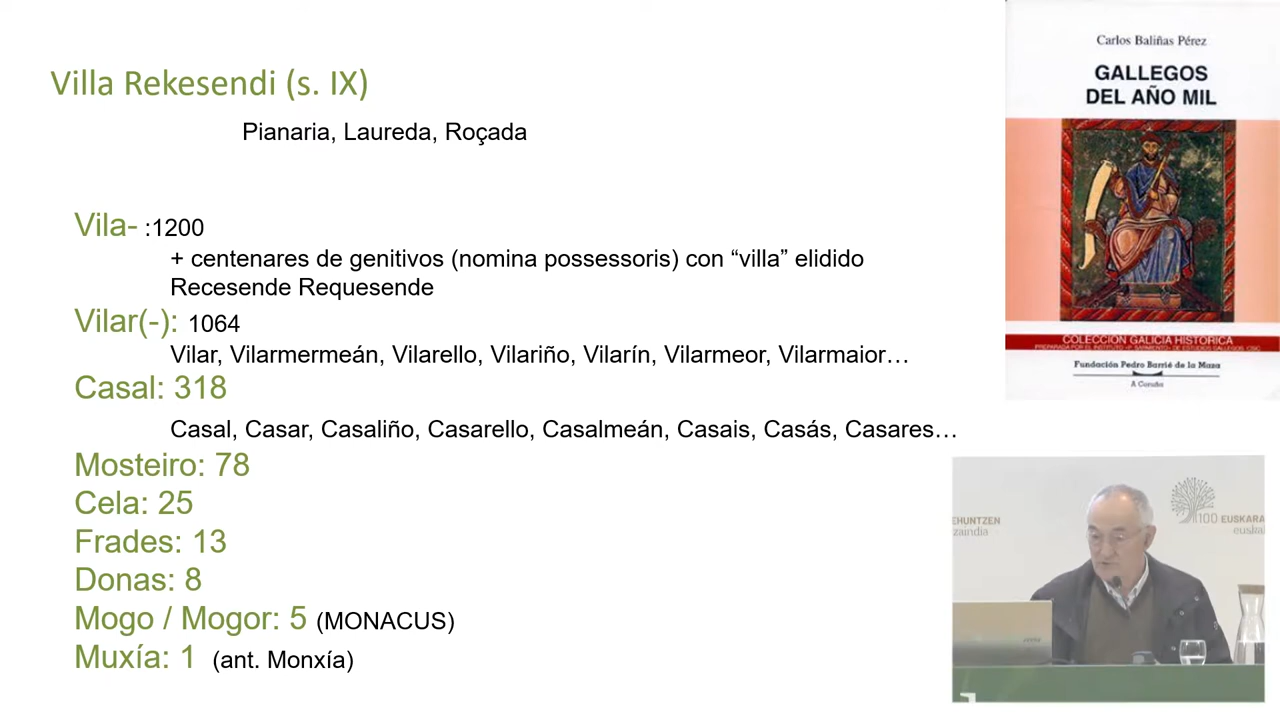 Villa Rekesendi (s. IX)
Pianaria, Laureda, Roçada
Vila- :1200
+ centenares de genitivos (nomina possessoris) con “villa” elidido
Recesende Requesende
Vilar(-): 1064
Vilar, Vilarmermeán, Vilarello, Vilariño, Vilarín, Vilarmeor, Vilarmaior…
Casal: 318
Casal, Casar, Casaliño, Casarello, Casalmeán, Casais, Casás, Casares…
Mosteiro: 78
Cela: 25
Frades: 13
Donas: 8
Mogo / Mogor: 5 (MONACUS)
Muxía: 1 (ant. Monxía)
Carlos Baliñas Pérez
GALLEGOS
DEL AÑO MIL
COLECCIÓN GALICIA HISTÓRICA
Fundación Pedro Barrié de la Maza
A Coruña
EHUNTZEN
zaindia
100 EUSKARA
euska